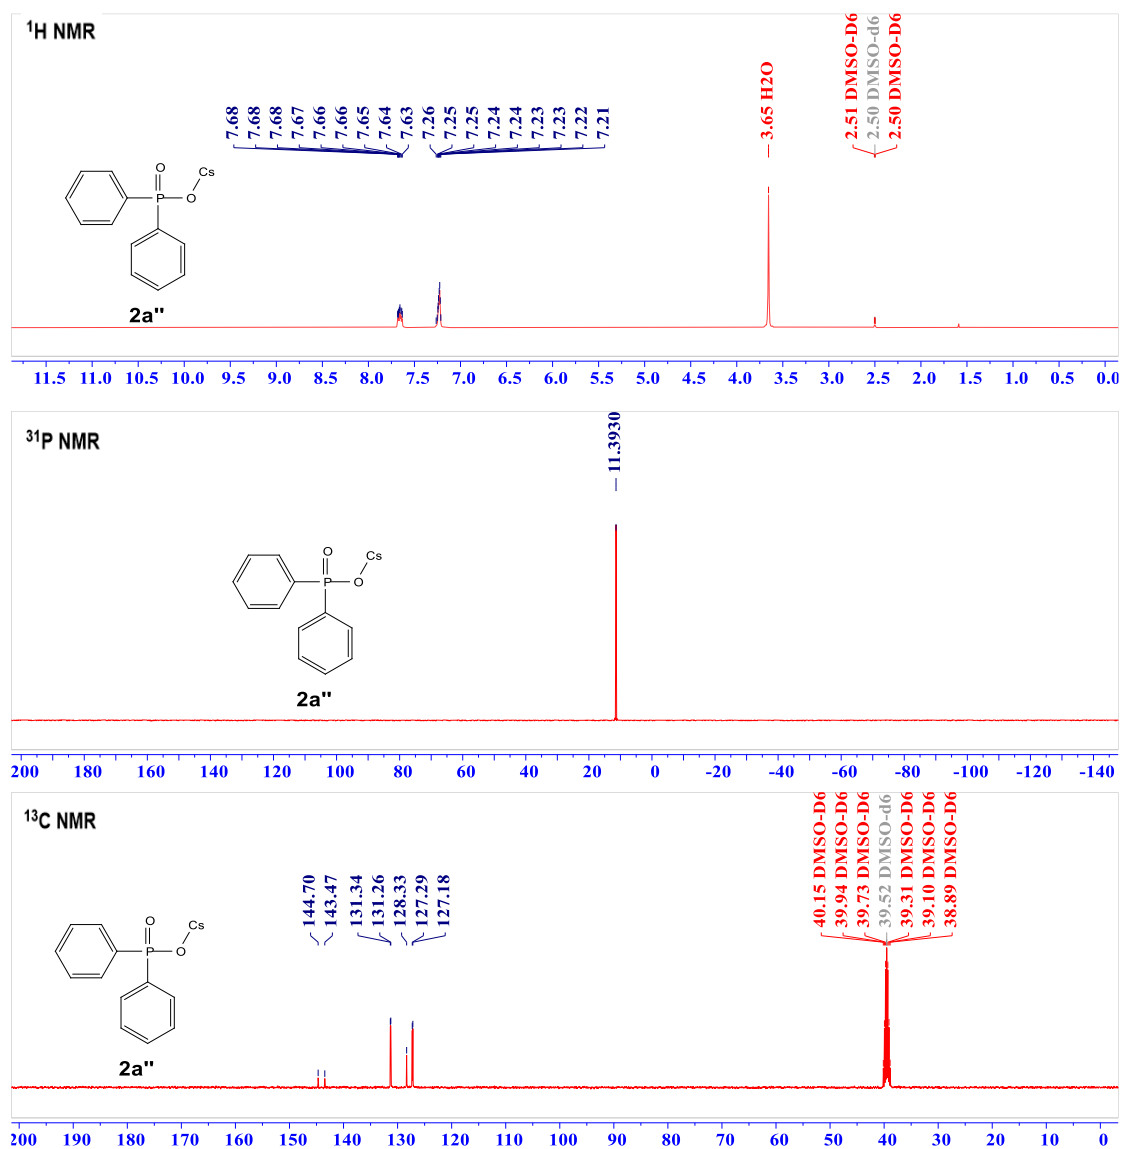 ¹H NMR
7.68 7.68 7.68 7.67 7.66 7.66 7.65 7.64 7.63 7.26 7.25 7.25 7.24 7.24 7.23 7.23 7.22 7.21
3.65 H2O
2.51 DMSO-D6
2.50 DMSO-d6
2.50 DMSO-D6
O
Cs
P O
2a"
11.5 11.0 10.5 10.0 9.5 9.0 8.5 8.0 7.5 7.0 6.5 6.0 5.5 5.0 4.5 4.0 3.5 3.0 2.5 2.0 1.5 1.0 0.5 0.0
³¹P NMR
11.3930
O
Cs
P O
2a"
200 180 160 140 120 100 80 60 40 20 0 -20 -40 -60 -80 -100 -120 -140
¹³C NMR
144.70 143.47 131.34 131.26 128.33 127.29 127.18
40.15 DMSO-D6
39.94 DMSO-D6
39.73 DMSO-D6
39.52 DMSO-d6
39.31 DMSO-D6
39.10 DMSO-D6
38.89 DMSO-D6
O
Cs
P O
2a"
200 190 180 170 160 150 140 130 120 110 100 90 80 70 60 50 40 30 20 10 0